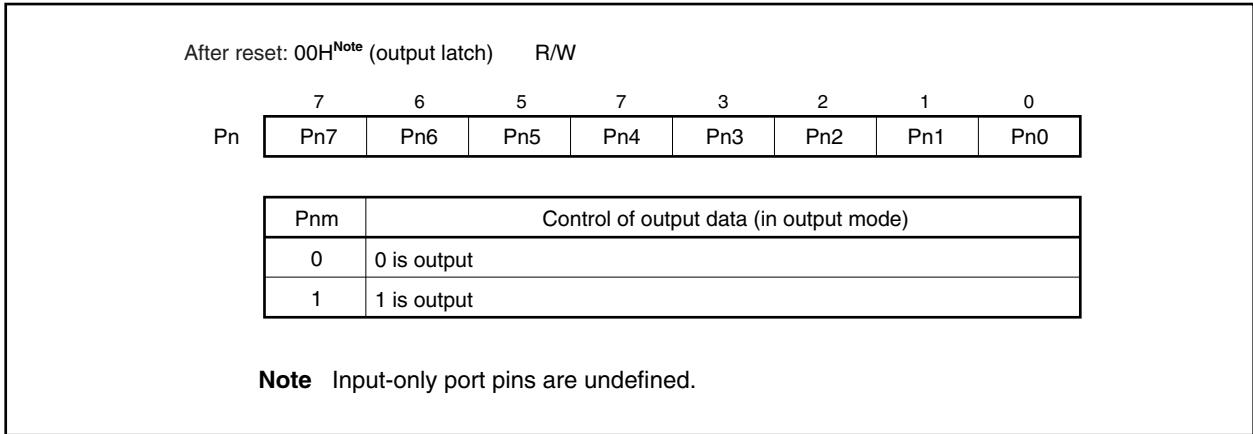 After reset: 00HNote (output latch) R/W
7 6 5 7 3 2 1 0
Pn Pn7 Pn6 Pn5 Pn4 Pn3 Pn2 Pn1 Pn0
Pnm Control of output data (in output mode)
0 0 is output
1 1 is output
Note Input-only port pins are undefined.